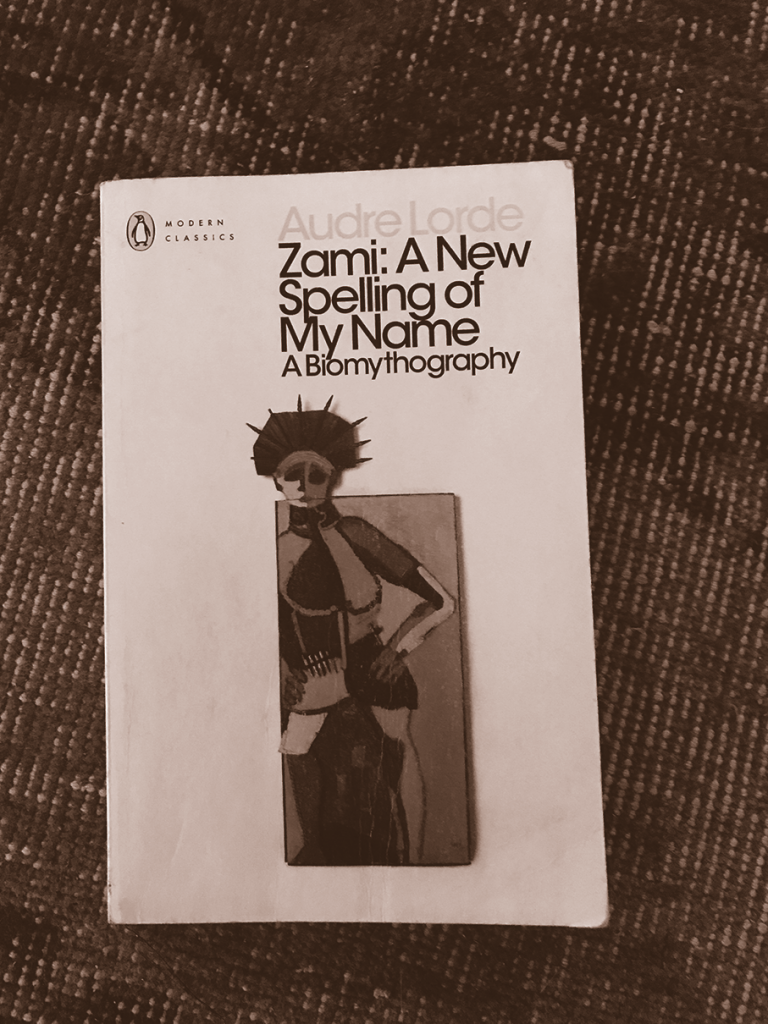 MODERN
CLASSICS
Audre Lorde
Zami: A New
Spelling of
My Name
A Biomythography